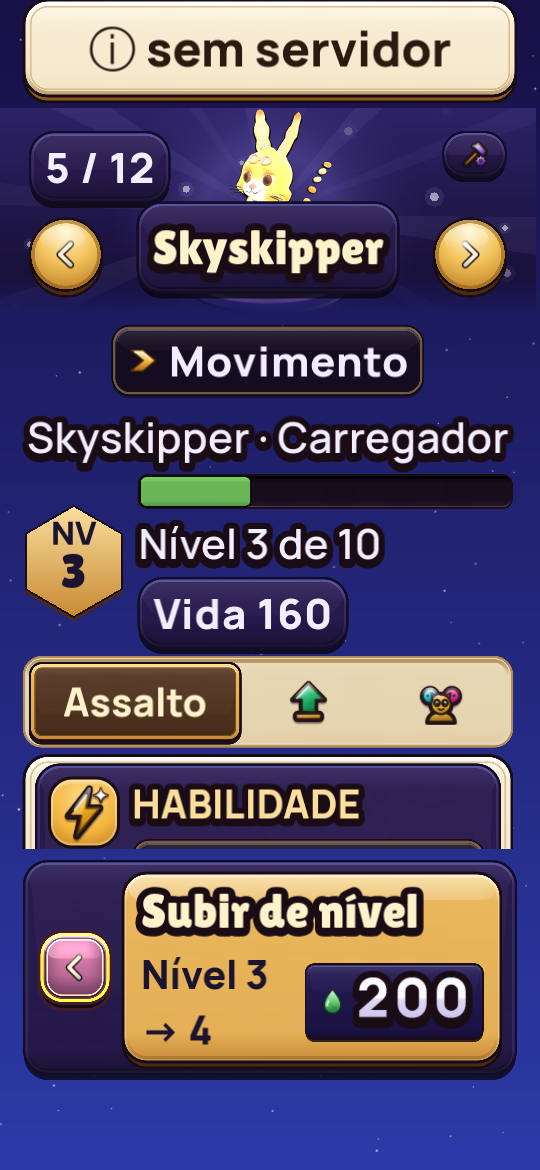 sem servidor
5 / 12
Skyskipper
Movimento
Skyskipper · Carregador
NV
3
Nível 3 de 10
Vida 160
Assalto
HABILIDADE
Subir de nível
Nível 3
→ 4
200